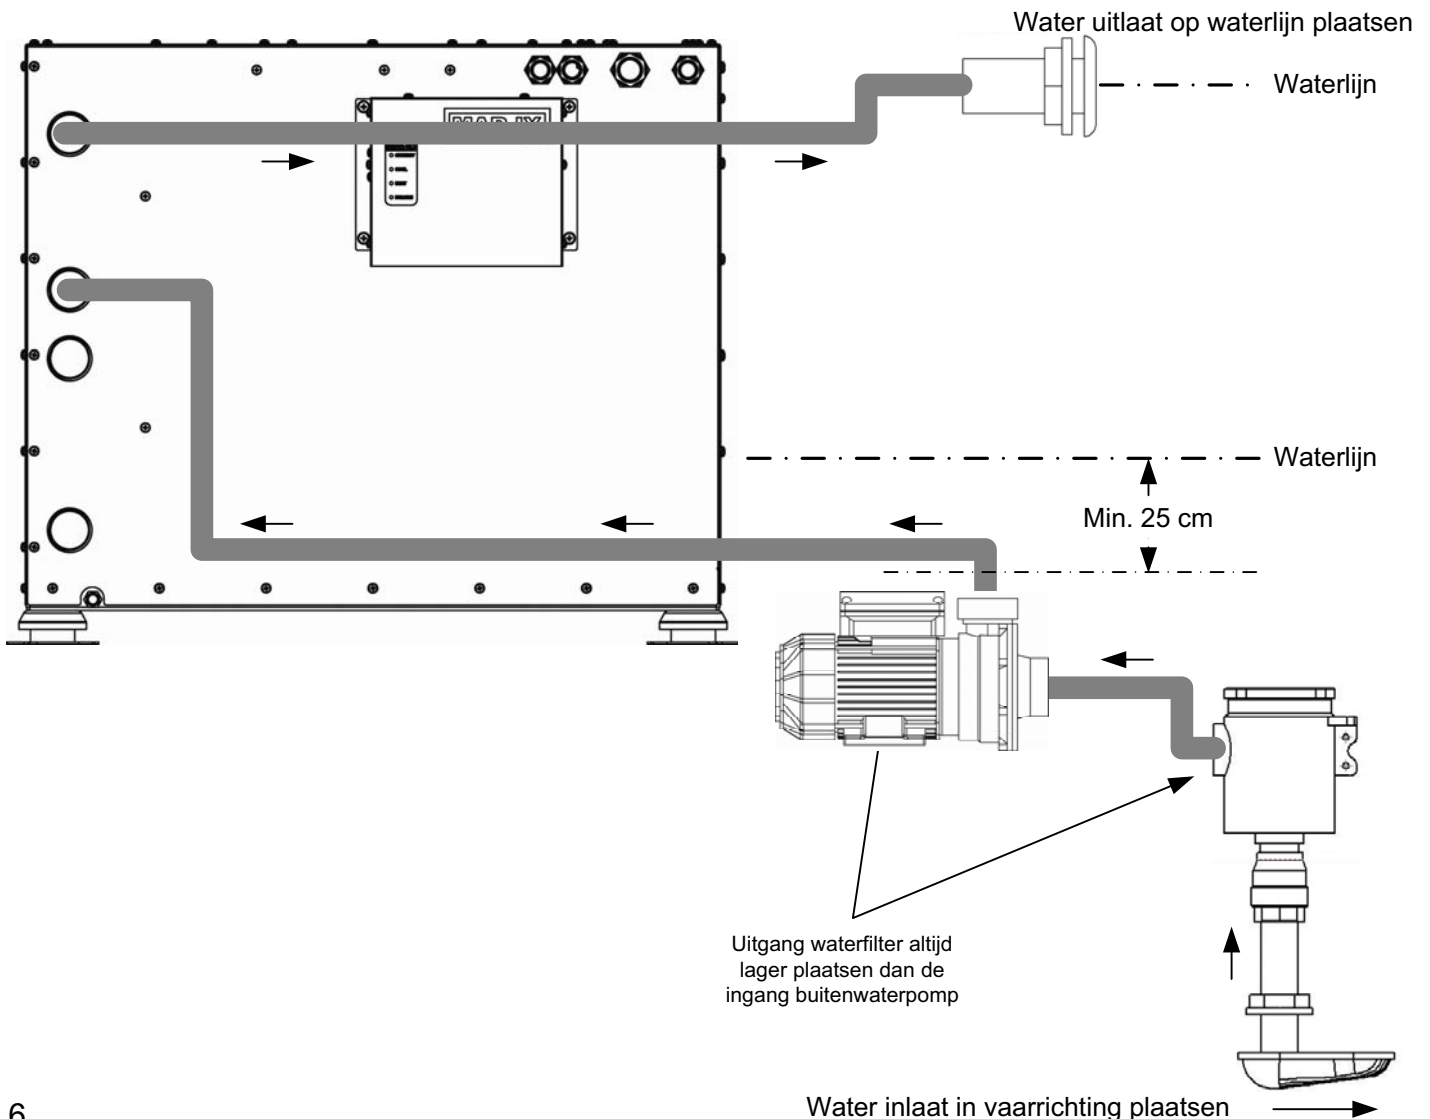 Water uitlaat op waterlijn plaatsen
Waterlijn
Waterlijn
Min. 25 cm
Uitgang waterfilter altijd
lager plaatsen dan de
ingang buitenwaterpomp
Water inlaat in vaarrichting plaatsen
6